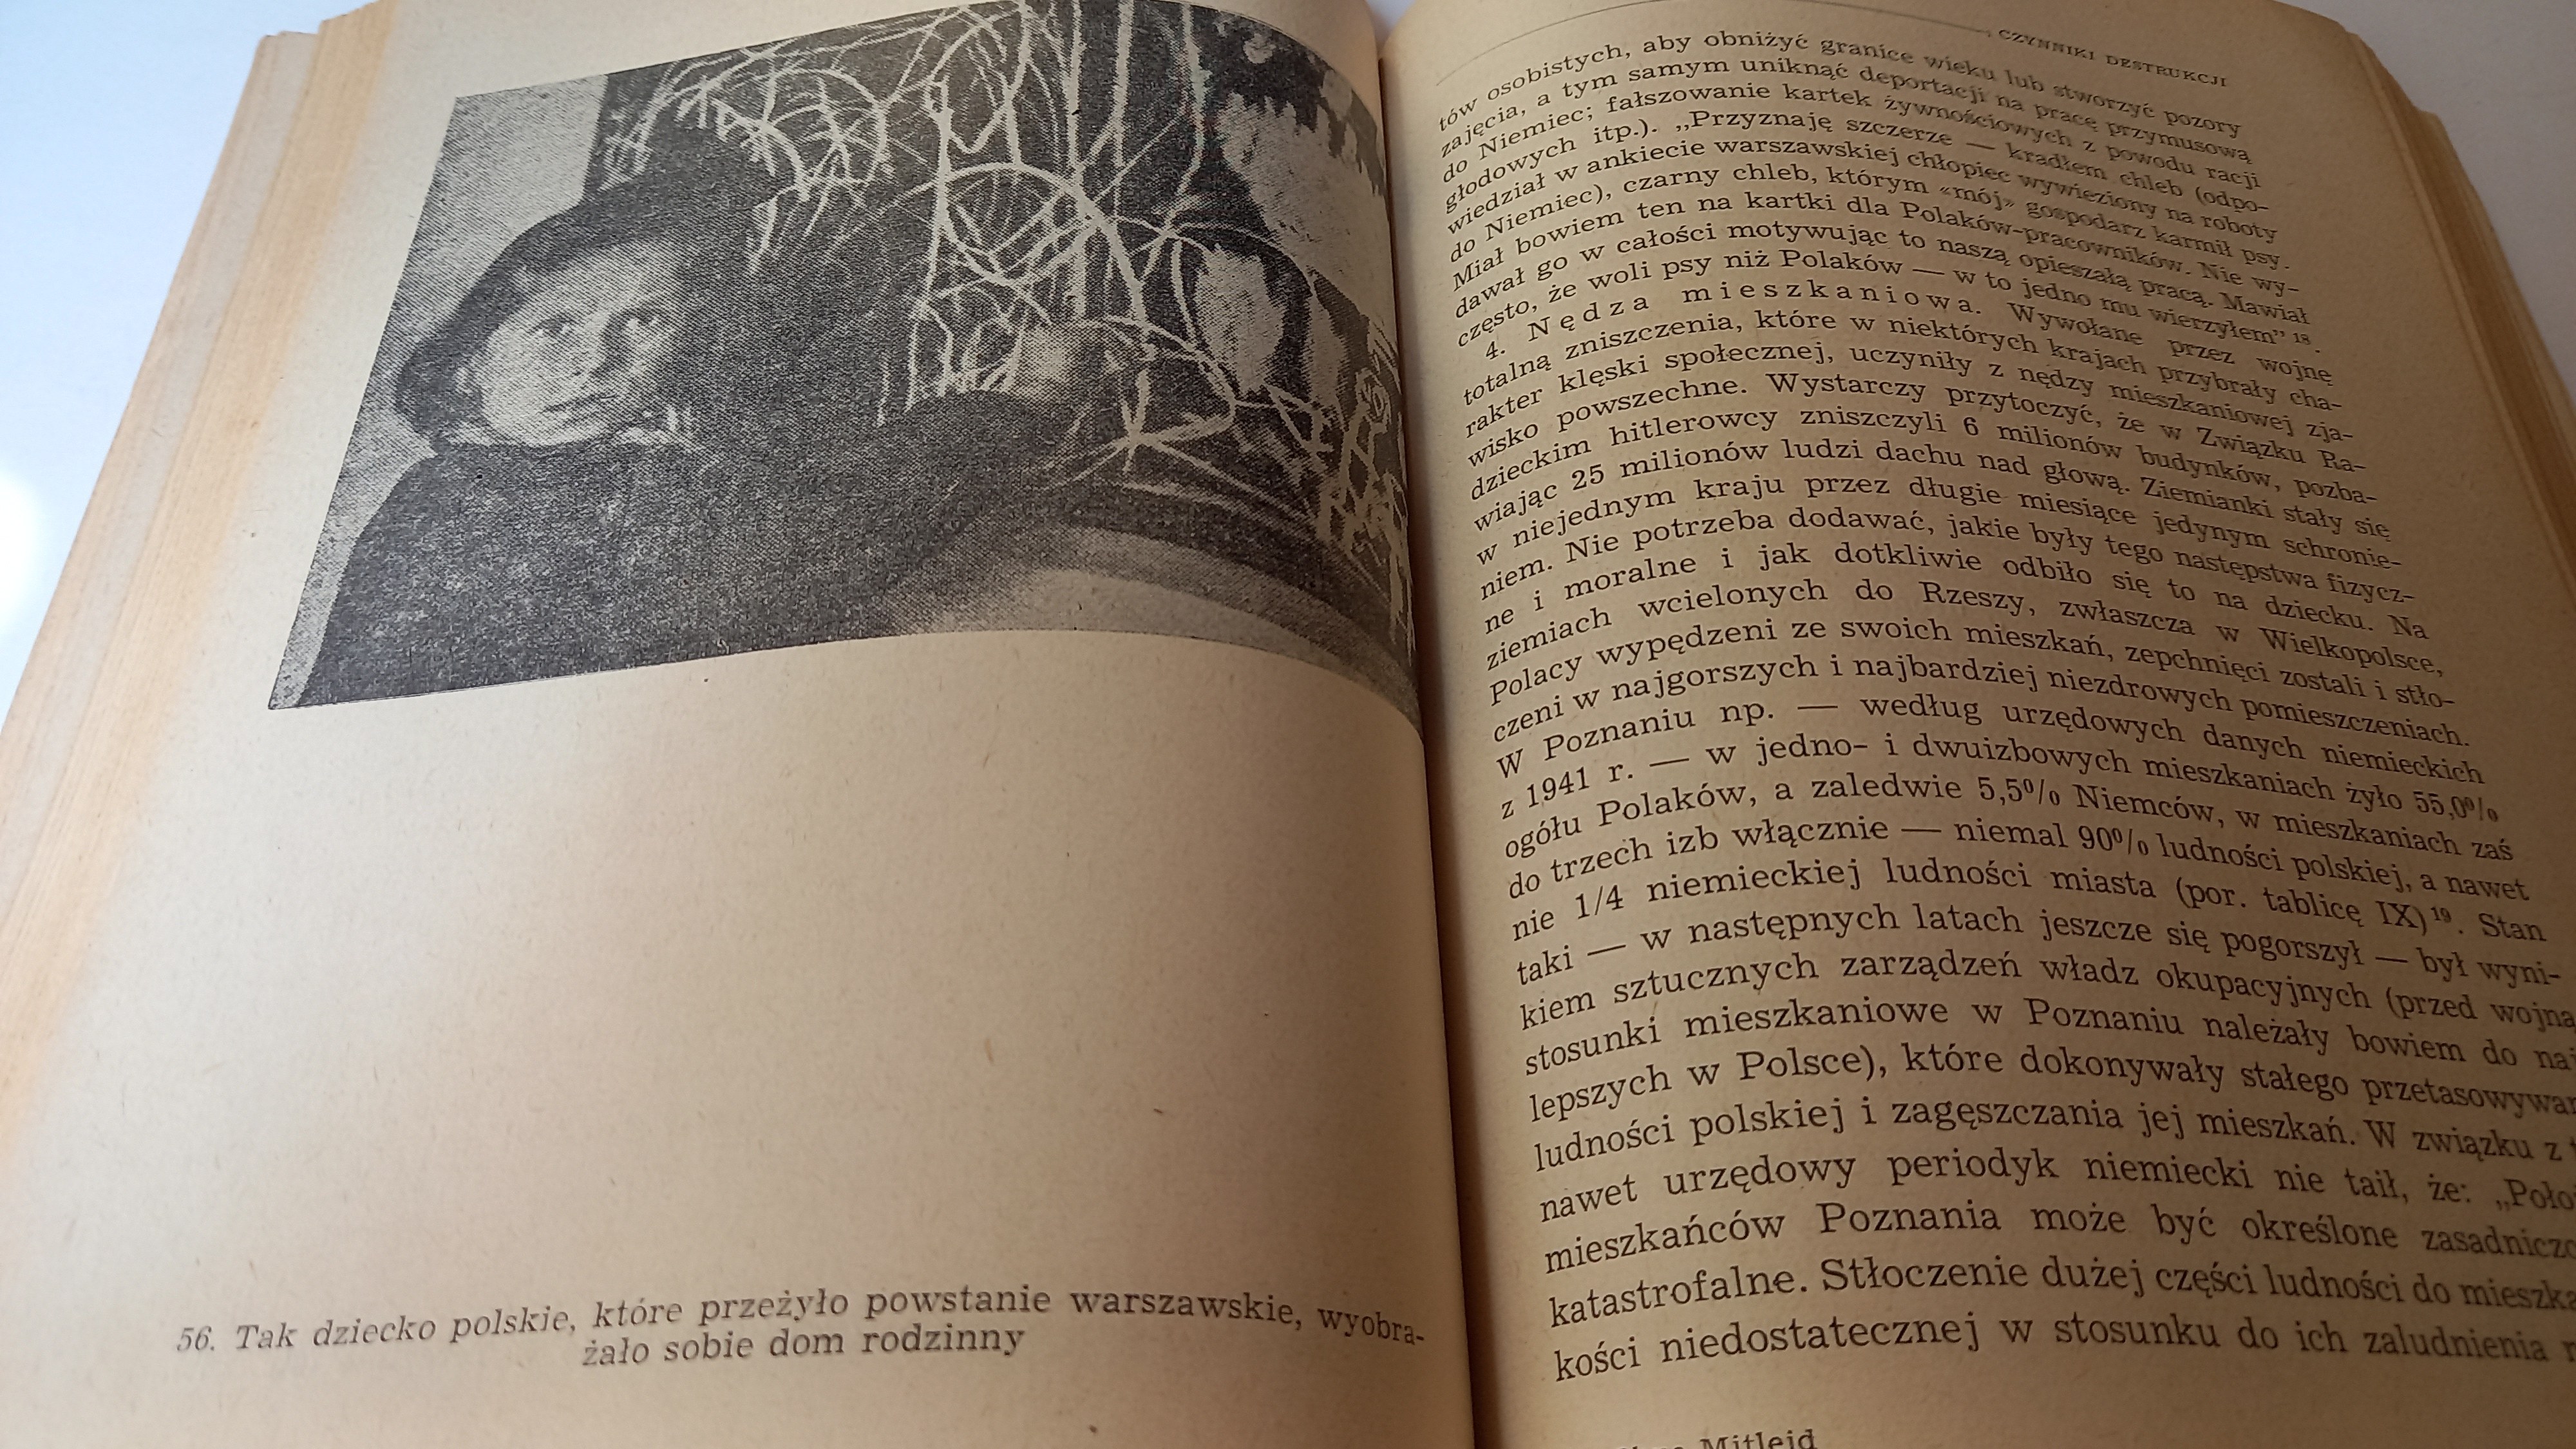 56. Tak dziecko polskie, które przeżyło powstanie warszawskie, wyobra-
żało sobie dom rodzinny
CZYNNIKI DESTRUKCJI
tów osobistych, aby obniżyć granice wieku lub stworzyć pozory
zajęcia, a tym samym uniknąć deportacji na pracę przymusową
do Niemiec; fałszowanie kartek żywnościowych z powodu racji
głodowych itp.). „Przyznaję szczerze — kradłem chleb (odpo-
wiedział w ankiecie warszawskiej chłopiec wywieziony na roboty
do Niemiec), czarny chleb, którym «mój» gospodarz karmił psy.
Miał bowiem ten na kartki dla Polaków-pracowników. Nie wy-
dawał go w całości motywując to naszą opieszałą pracą. Mawiał
często, że woli psy niż Polaków — w to jedno mu wierzyłem” 18.
4. Nędza mieszkaniowa. Wywołane przez wojnę
totalną zniszczenia, które w niektórych krajach przybrały cha-
rakter klęski społecznej, uczyniły z nędzy mieszkaniowej zja-
wisko powszechne. Wystarczy przytoczyć, że w Związku Ra-
dzieckim hitlerowcy zniszczyli 6 milionów budynków, pozba-
wiając 25 milionów ludzi dachu nad głową. Ziemianki stały się
w niejednym kraju przez długie miesiące jedynym schronie-
niem. Nie potrzeba dodawać, jakie były tego następstwa fizycz-
ne i moralne i jak dotkliwie odbiło się to na dziecku. Na
ziemiach wcielonych do Rzeszy, zwłaszcza w Wielkopolsce,
Polacy wypędzeni ze swoich mieszkań, zepchnięci zostali i stło-
czeni w najgorszych i najbardziej niezdrowych pomieszczeniach.
W Poznaniu np. — według urzędowych danych niemieckich
z 1941 r. — w jedno- i dwuizbowych mieszkaniach żyło 55,0%
ogółu Polaków, a zaledwie 5,5% Niemców, w mieszkaniach zaś
do trzech izb włącznie — niemal 90% ludności polskiej, a nawet
nie 1/4 niemieckiej ludności miasta (por. tablicę IX) 19. Stan
taki — w następnych latach jeszcze się pogorszył — był wyni-
kiem sztucznych zarządzeń władz okupacyjnych (przed wojną
stosunki mieszkaniowe w Poznaniu należały bowiem do naj
lepszych w Polsce), które dokonywały stałego przetasowywan
ludności polskiej i zagęszczania jej mieszkań. W związku z
nawet urzędowy periodyk niemiecki nie taił, że: „Poło
mieszkańców Poznania może być określone zasadniczo
katastrofalne. Stłoczenie dużej części ludności do mieszka
kości niedostatecznej w stosunku do ich zaludnienia
Mitleid